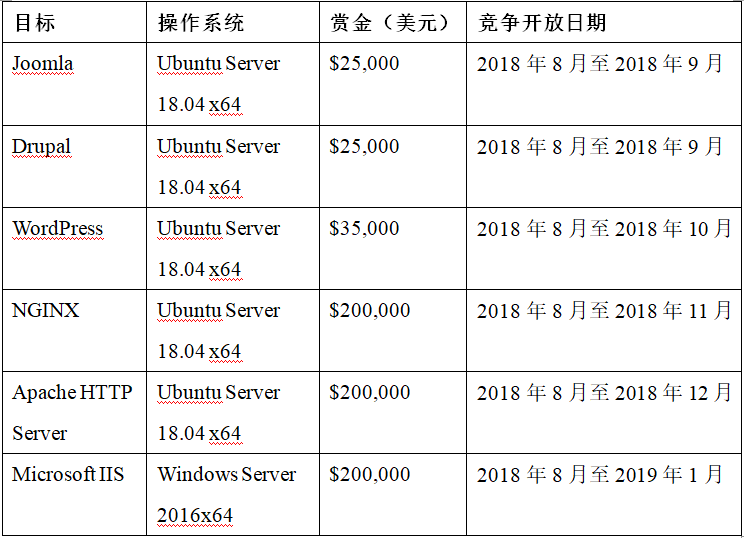 目标 操作系统 赏金（美元） 竞争开放日期
Joomla Ubuntu Server $25,000 2018 年 8 月至 2018 年 9 月
18.04 x64
Drupal Ubuntu Server $25,000 2018 年 8 月至 2018 年 9 月
18.04 x64
WordPress Ubuntu Server $35,000 2018 年 8 月至 2018 年 10 月
18.04 x64
NGINX Ubuntu Server $200,000 2018 年 8 月至 2018 年 11 月
18.04 x64
Apache HTTP Ubuntu Server $200,000 2018 年 8 月至 2018 年 12 月
Server 18.04 x64
Microsoft IIS Windows Server $200,000 2018 年 8 月至 2019 年 1 月
2016x64